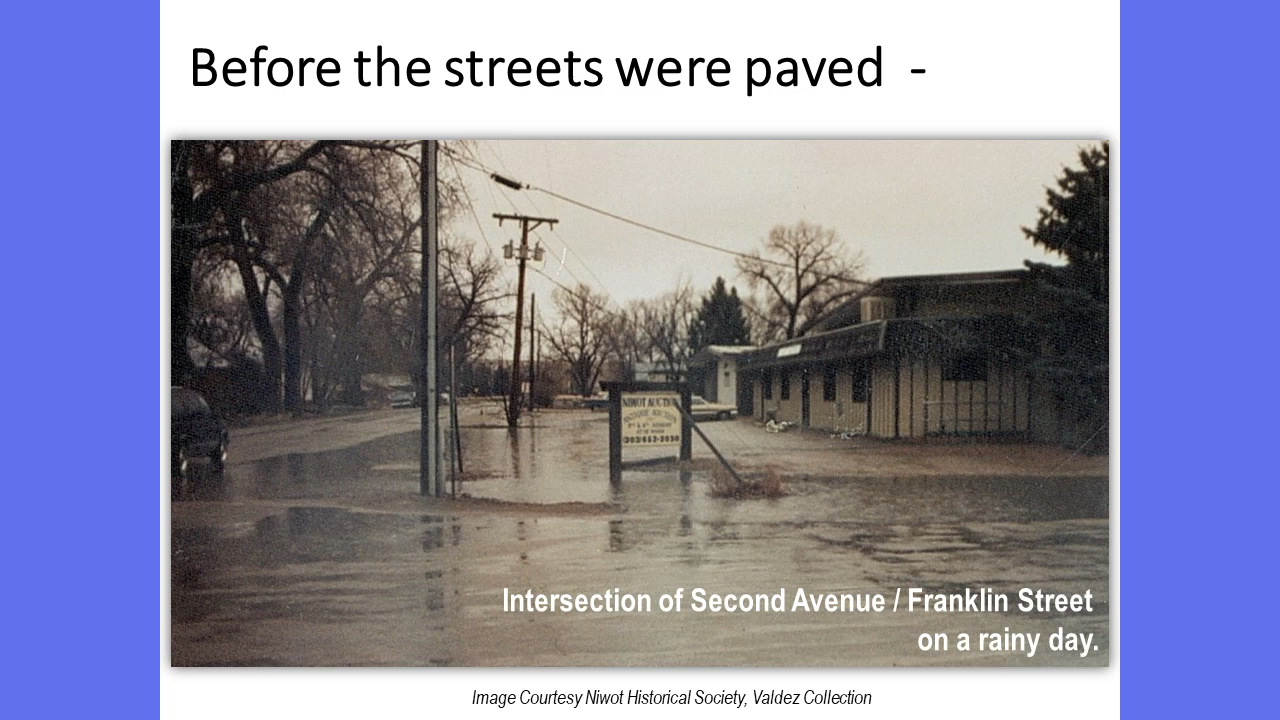 Before the streets were paved -
NIWOT AUCTION
Intersection of Second Avenue / Franklin Street
on a rainy day.
Image Courtesy Niwot Historical Society, Valdez Collection